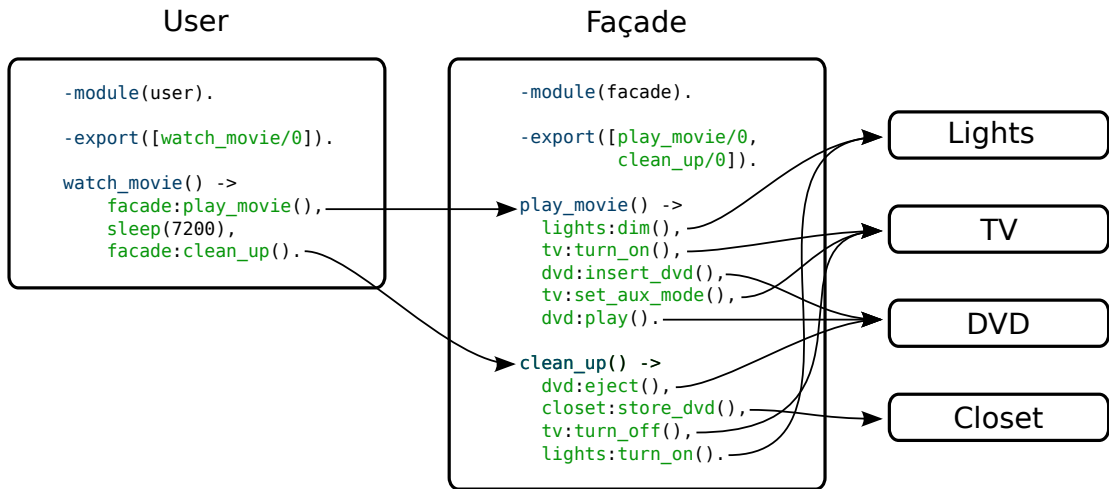 User
-module(user).
-export([watch_movie/0]).
watch_movie() ->
facade:play_movie(),
sleep(7200),
facade:clean_up().
Façade
-module(facade).
-export([play_movie/0,
clean_up/0]).
play_movie() ->
lights:dim(),
tv:turn_on(),
dvd:insert_dvd(),
tv:set_aux_mode(),
dvd:play().
clean_up() ->
dvd:eject(),
closet:store_dvd(),
tv:turn_off(),
lights:turn_on().
Lights
TV
DVD
Closet